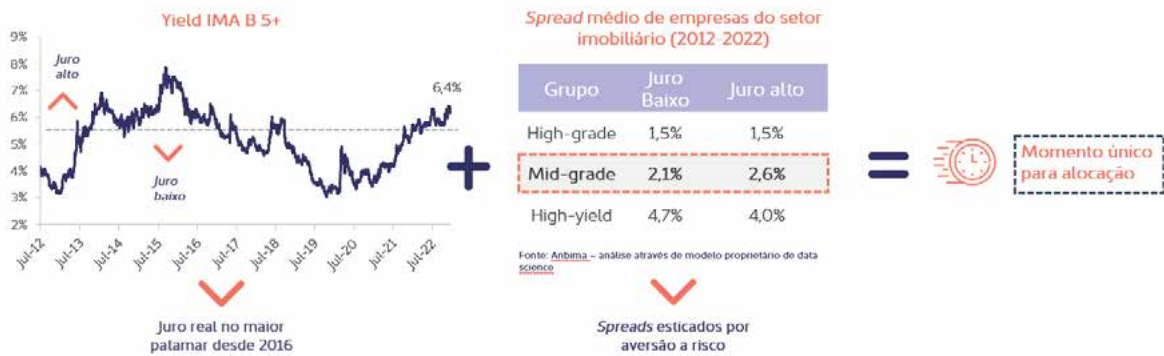 Yield IMA B 5+
9%
8%
7%
6%
5%
4%
3%
2%
Juro
alto
Juro
baixo
6,4%
Jul-12
Jul-13
Jul-14
Jul-15
Jul-16
Jul-17
Jul-18
Jul-19
Jul-20
Jul-21
Jul-22
Juro real no maior
patamar desde 2016
+
Spread médio de empresas do setor
imobiliário (2012-2022)
Grupo Juro Baixo Juro alto
High-grade 1,5% 1,5%
Mid-grade 2,1% 2,6%
High-yield 4,7% 4,0%
Fonte: Anbima – análise através de modelo proprietário de data
science
Spreads esticados por
aversão a risco
=
Momento único
para alocação